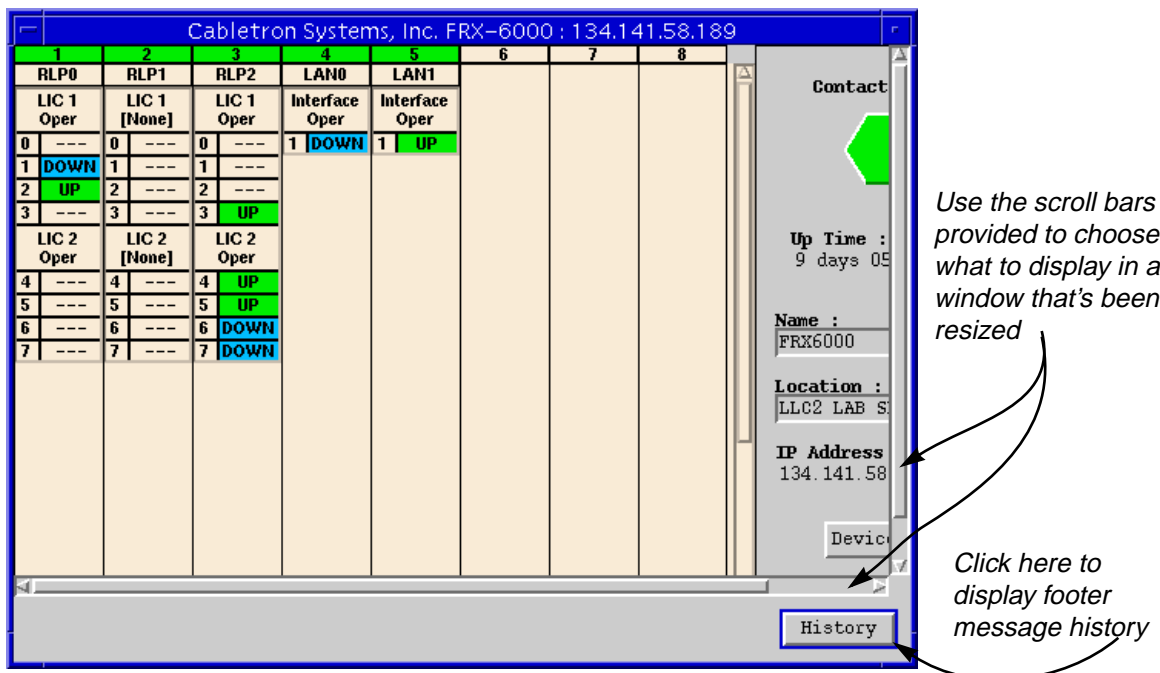 Cabletron Systems, Inc. FRX-6000 : 134.141.58.189
1 2 3 4 5 6 7 8
RLP0 RLP1 RLP2 LAN0 LAN1
LIC 1 LIC 1 LIC 1 Interface Interface
Oper [None] Oper Oper Oper
0 --- 0 --- 0 --- 1 DOWN 1 UP
1 DOWN 1 --- 1 ---
2 UP 2 --- 2 ---
3 --- 3 --- 3 UP
LIC 2 LIC 2 LIC 2
Oper [None] Oper
4 --- 4 --- 4 UP
5 --- 5 --- 5 UP
6 --- 6 --- 6 DOWN
7 --- 7 --- 7 DOWN
Contact
Up Time :
9 days 05
Name :
FRX6000
Location :
LLC2 LAB S
IP Address
134.141.58
Devic
History
Use the scroll bars
provided to choose
what to display in a
window that's been
resized
Click here to
display footer
message history